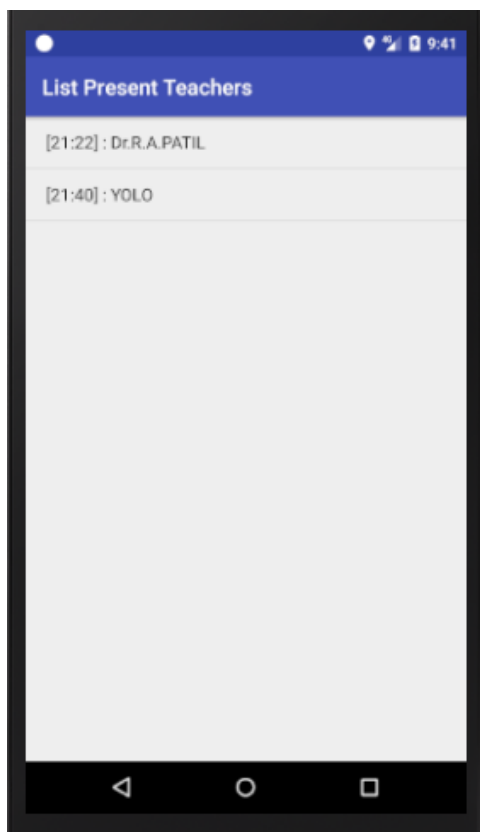 9:41
List Present Teachers
[21:22] : Dr.R.A.PATIL
[21:40] : YOLO